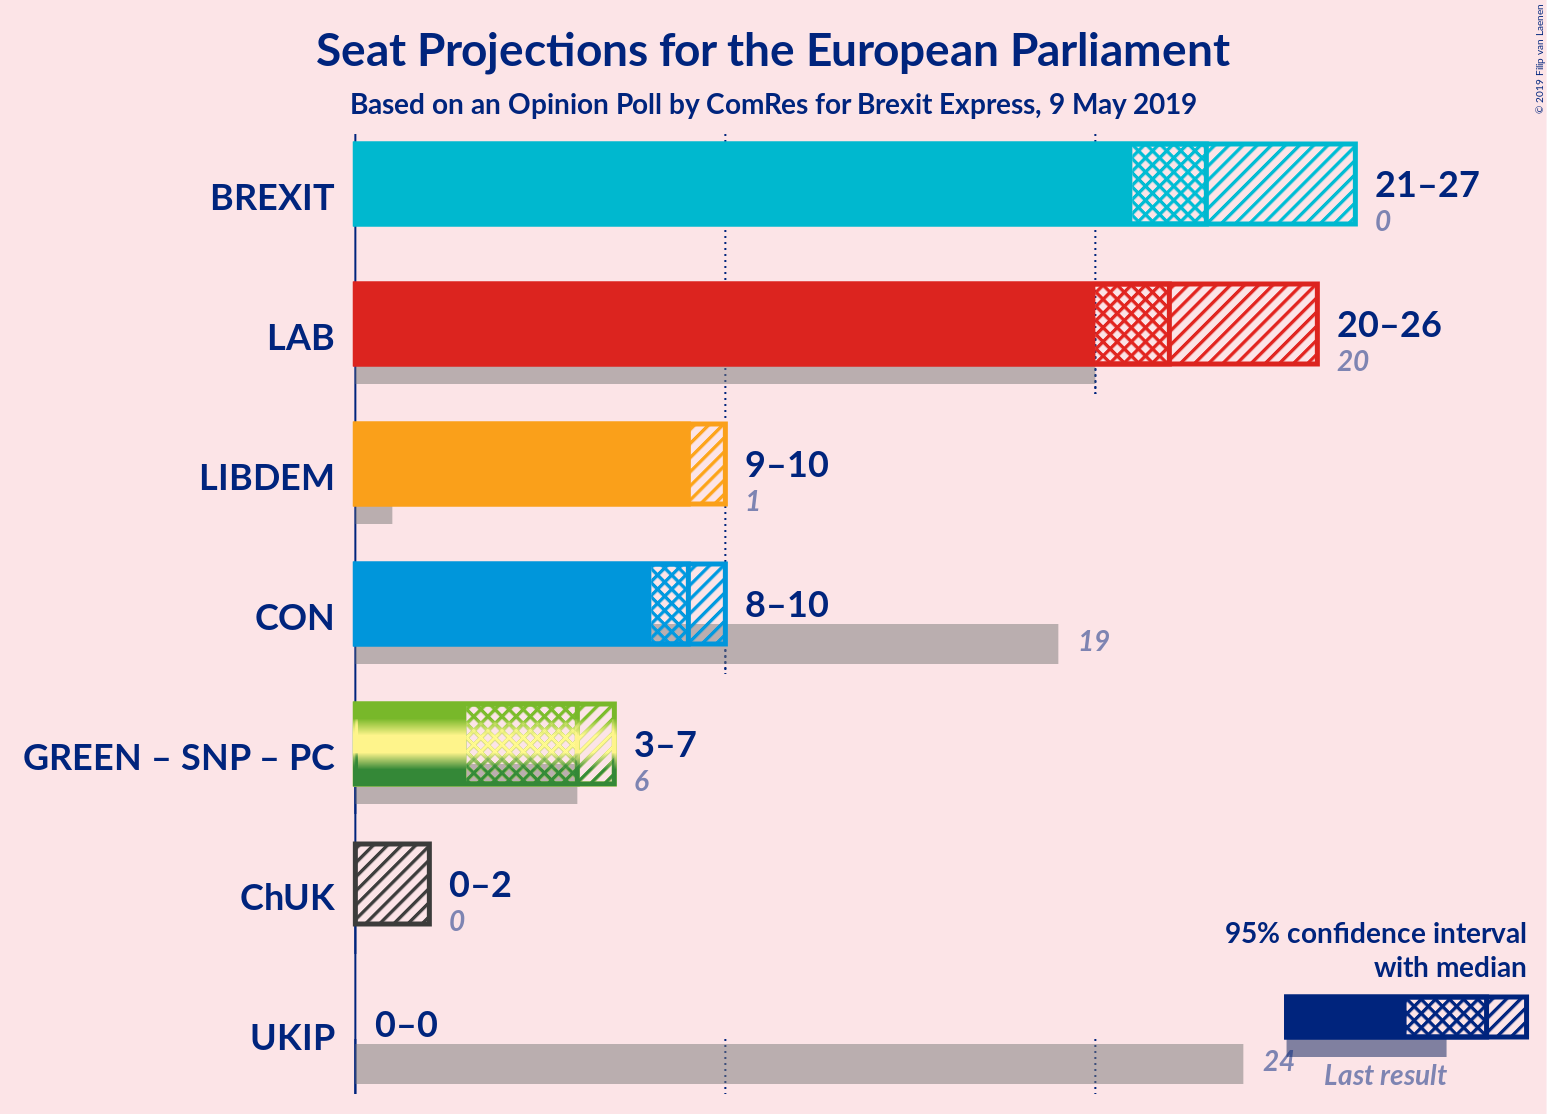 Seat Projections for the European Parliament
Based on an Opinion Poll by ComRes for Brexit Express, 9 May 2019
© 2019 Filip van Laenen
BREXIT
21–27
0
LAB
20–26
20
LIBDEM
9–10
1
CON
8–10
19
GREEN – SNP – PC
3–7
6
ChUK
0–2
0
UKIP
0–0
24
95% confidence interval
with median
Last result